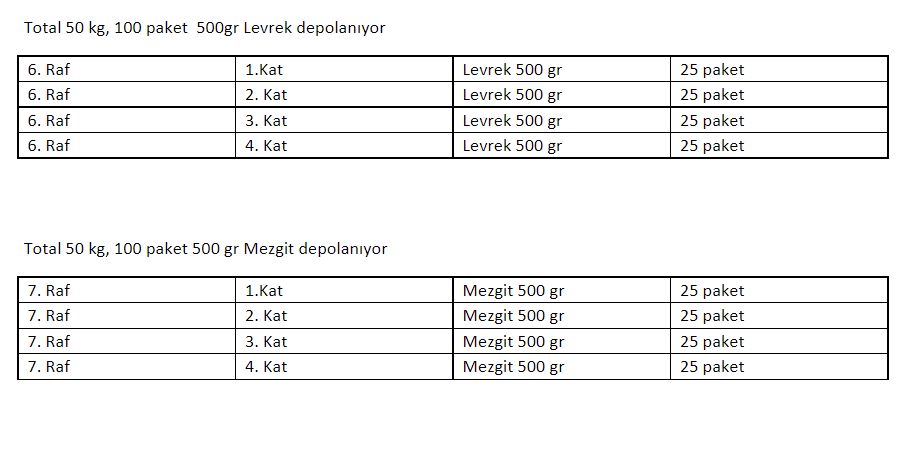 Total 50 kg, 100 paket  500gr Levrek depolanıyor
6. Raf 1.Kat Levrek 500 gr 25 paket
6. Raf 2. Kat Levrek 500 gr 25 paket
6. Raf 3. Kat Levrek 500 gr 25 paket
6. Raf 4. Kat Levrek 500 gr 25 paket
Total 50 kg, 100 paket 500 gr Mezgit depolanıyor
7. Raf 1.Kat Mezgit 500 gr 25 paket
7. Raf 2. Kat Mezgit 500 gr 25 paket
7. Raf 3. Kat Mezgit 500 gr 25 paket
7. Raf 4. Kat Mezgit 500 gr 25 paket